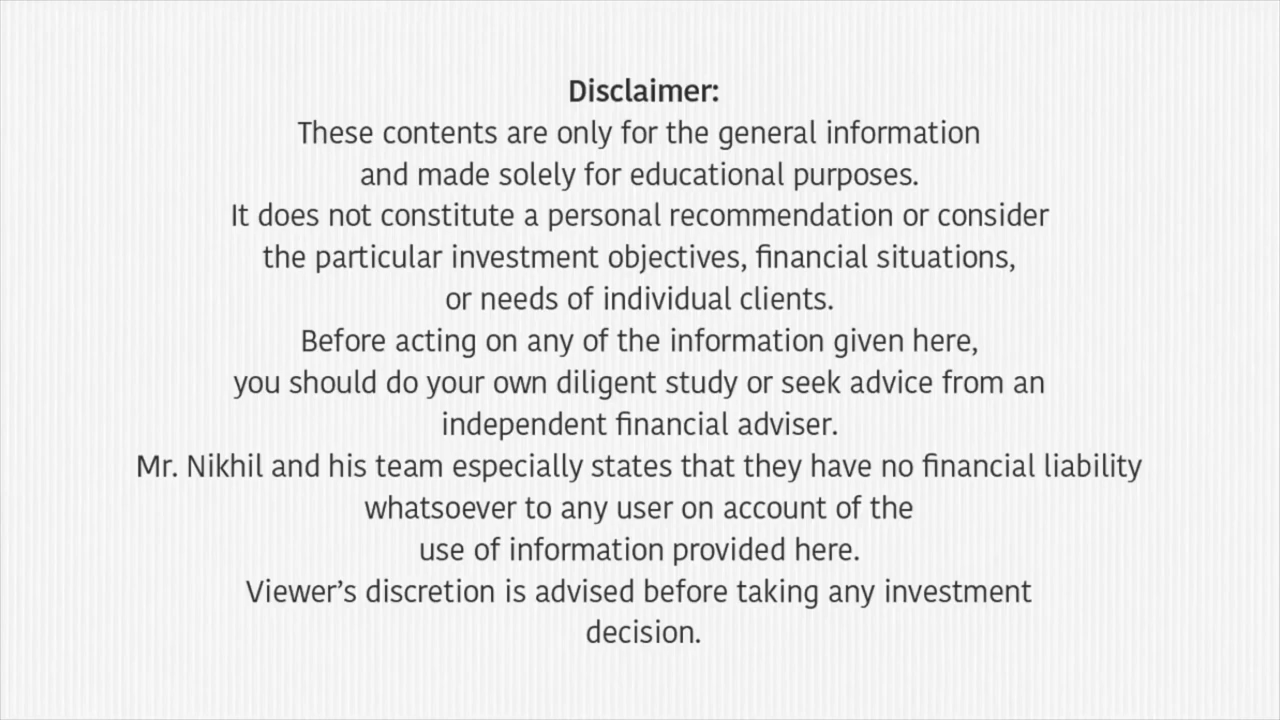 Disclaimer:
These contents are only for the general information
and made solely for educational purposes.
It does not constitute a personal recommendation or consider
the particular investment objectives, financial situations,
or needs of individual clients.
Before acting on any of the information given here,
you should do your own diligent study or seek advice from an
independent financial adviser.
Mr. Nikhil and his team especially states that they have no financial liability
whatsoever to any user on account of the
use of information provided here.
Viewer’s discretion is advised before taking any investment
decision.